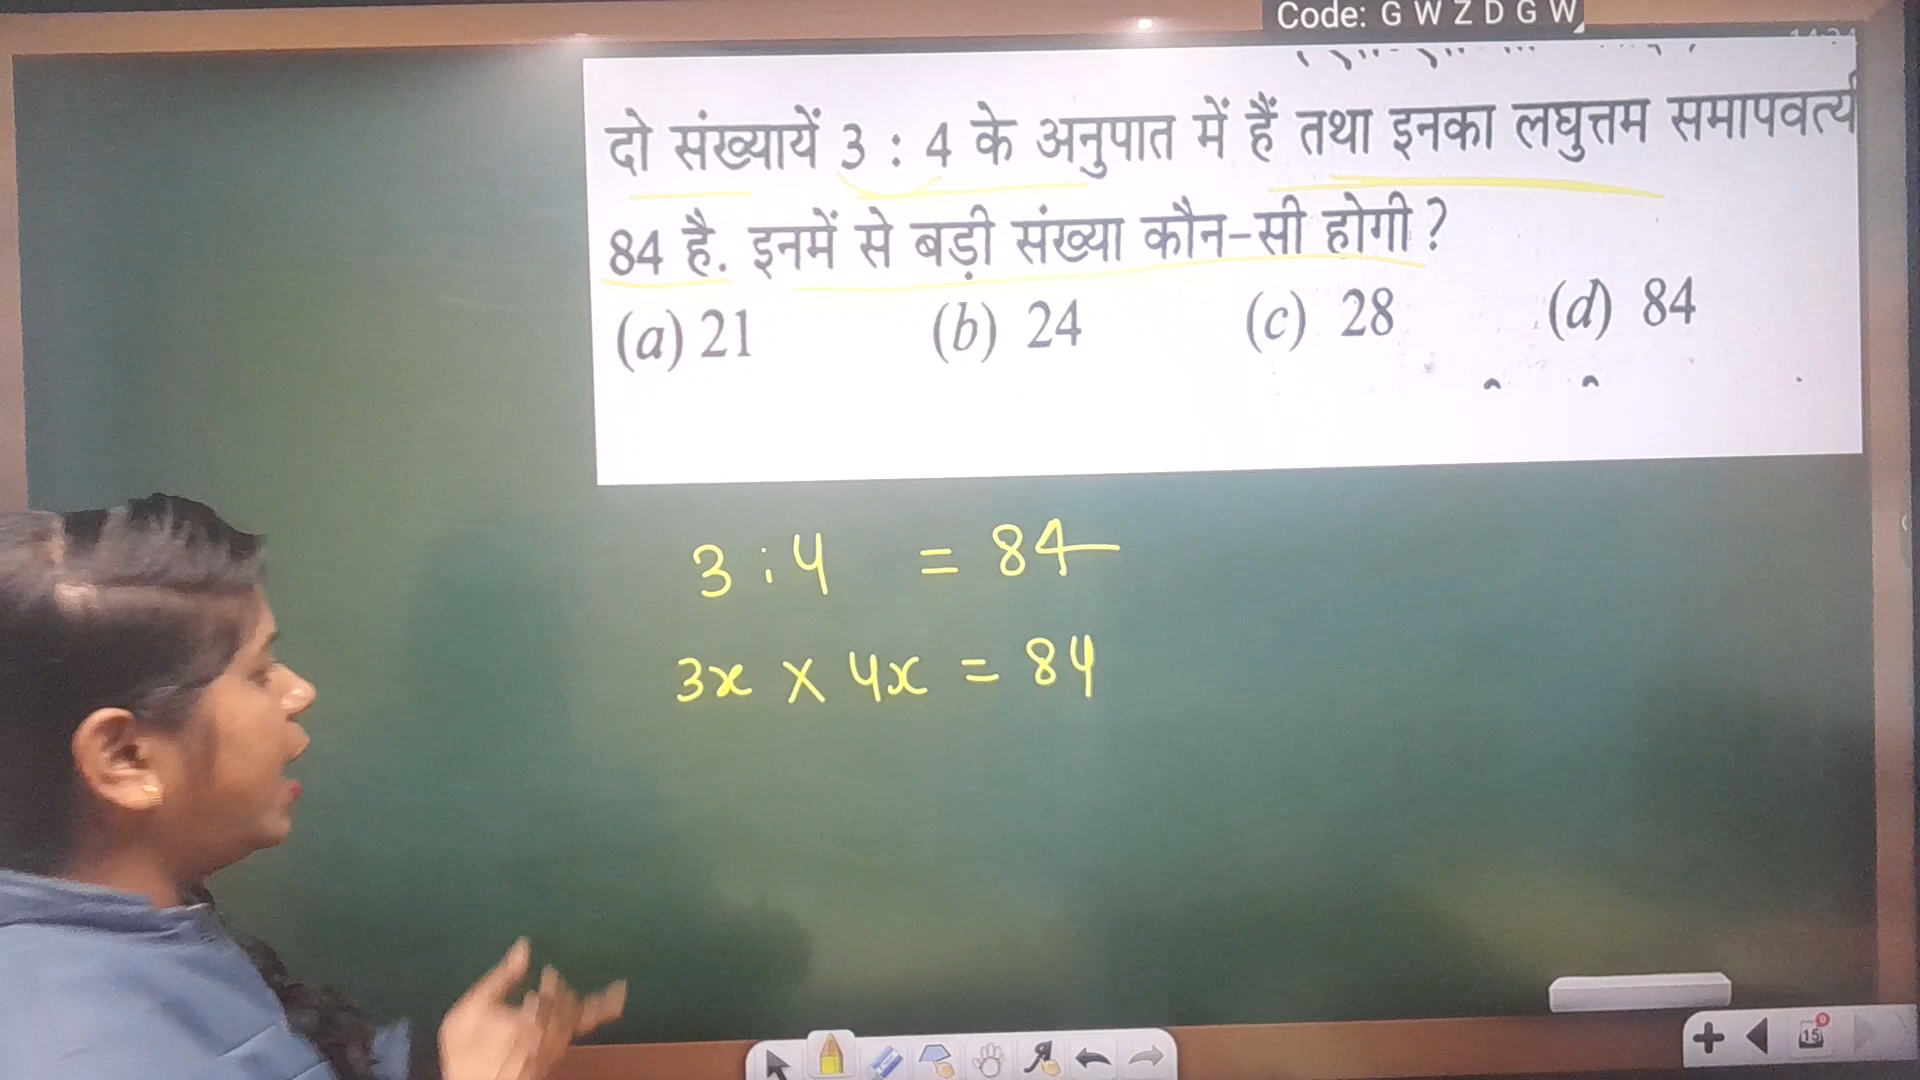 Code: G W Z D G W
दो संख्यायें 3 : 4 के अनुपात में हैं तथा इनका लघुत्तम समापवर्त्य
84 है. इनमें से बड़ी संख्या कौन-सी होगी ?
(a) 21 (b) 24 (c) 28 (d) 84
3 : 4 = 84
3x × 4x = 84
15